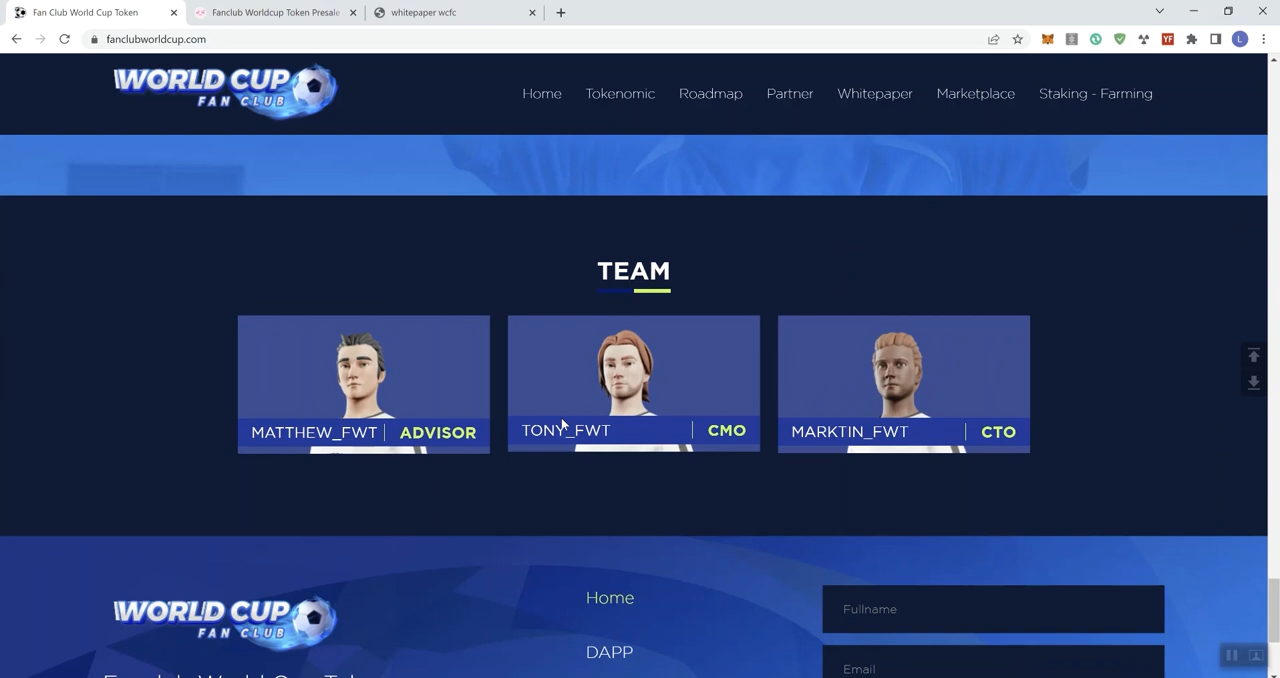 Fan Club World Cup Token
Fanclub Worldcup Token Presale
whitepaper wcfc
fanclubworldcup.com
YF
L
WORLD CUP
FAN CLUB
Home
Tokenomic
Roadmap
Partner
Whitepaper
Marketplace
Staking - Farming
TEAM
MATTHEW_FWT
ADVISOR
TONY_FWT
CMO
MARKTIN_FWT
CTO
WORLD CUP
FAN CLUB
Home
DAPP
Fullname
Email